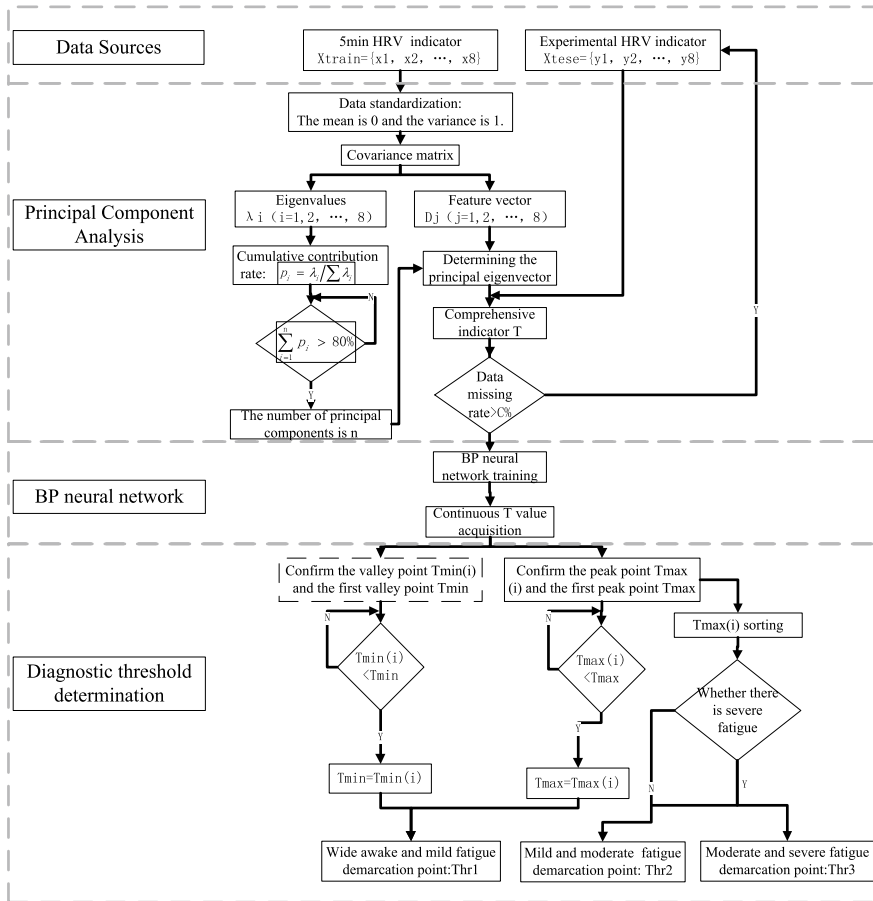 Data Sources
5min HRV indicator
Xtrain={x1, x2, …, x8}
Experimental HRV indicator
Xtese={y1, y2, …, y8}
Data standardization:
The mean is 0 and the variance is 1.
Covariance matrix
Principal Component
Analysis
Eigenvalues
λi (i=1,2, …, 8)
Feature vector
Dj (j=1,2, …, 8)
Cumulative contribution
rate: p_i = λ_i/∑λ_i
Determining the
principal eigenvector
N
Comprehensive
indicator T
Y
∑_{i=1}^{n} p_i > 80%
Data
missing
rate>C%
Y
The number of principal
components is n
BP neural network
BP neural
network training
Continuous T value
acquisition
Diagnostic threshold
determination
Confirm the valley point Tmin(i)
and the first valley point Tmin
Confirm the peak point Tmax
(i) and the first peak point Tmax
N
N
Tmax(i) sorting
Tmin(i)
<Tmin
Tmax(i)
<Tmax
Whether there
is severe
fatigue
Y
Y
Tmin=Tmin(i)
Tmax=Tmax(i)
N
Y
Wide awake and mild fatigue
demarcation point:Thr1
Mild and moderate fatigue
demarcation point: Thr2
Moderate and severe fatigue
demarcation point:Thr3